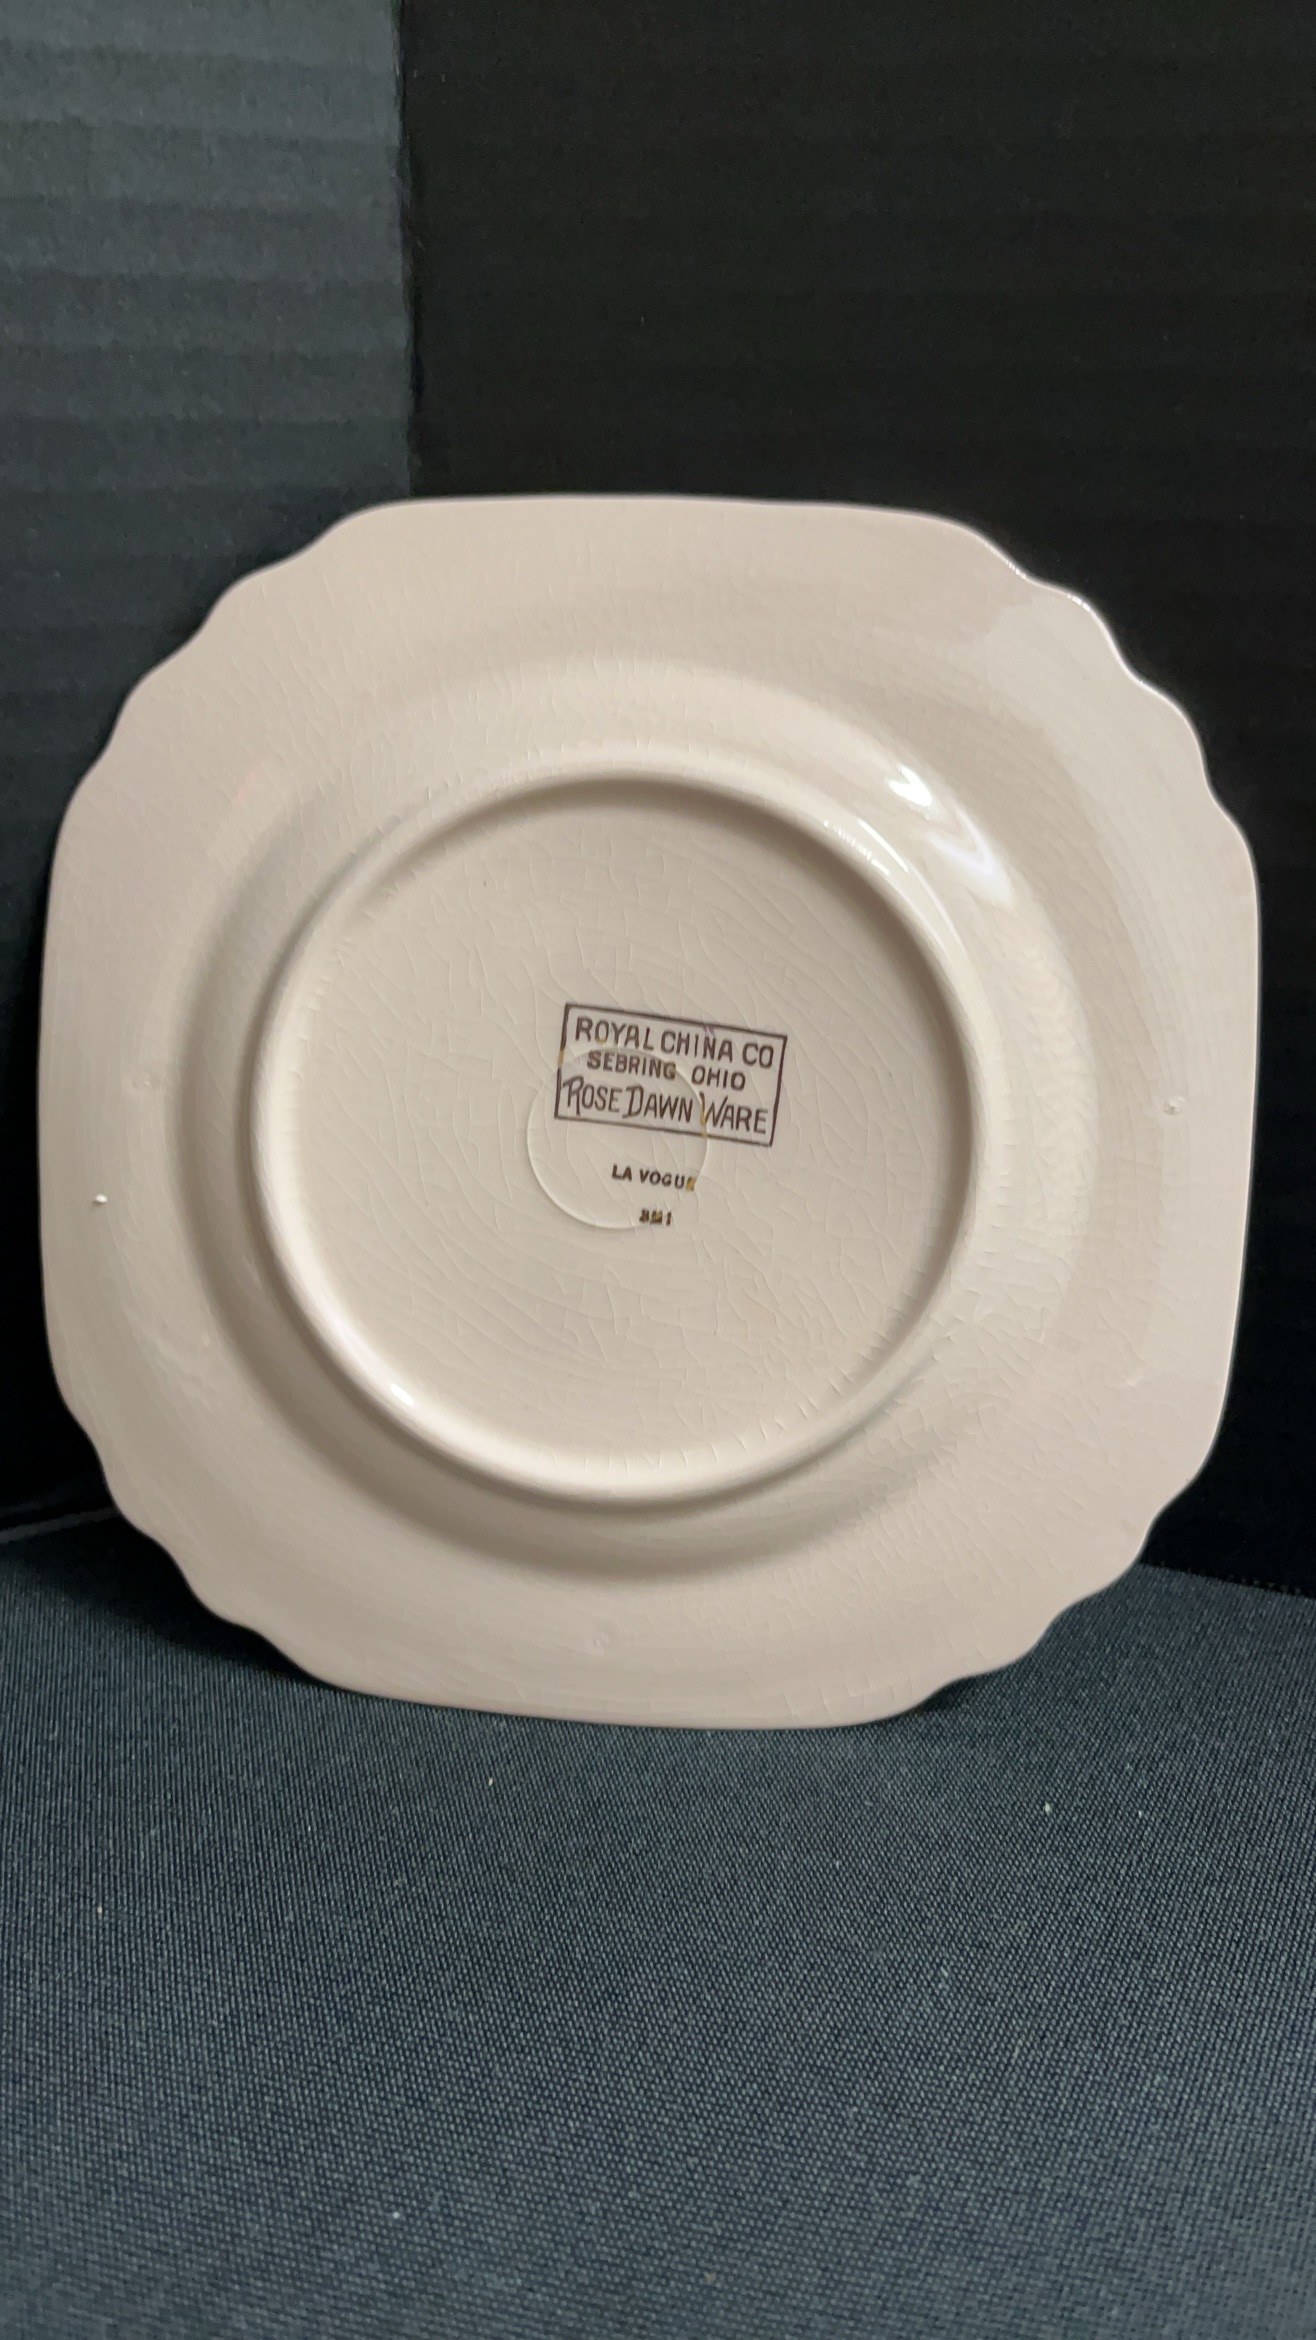 ROYAL CHINA CO
SEBRING OHIO
ROSE DAWN WARE
LA VOGUE